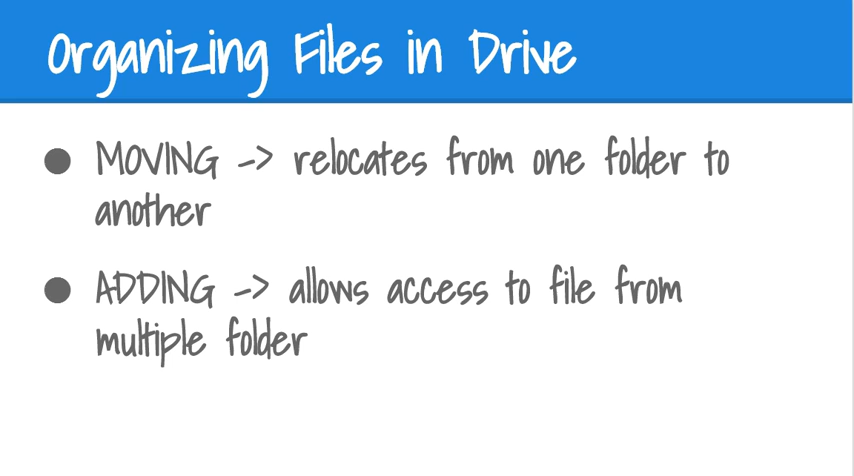 Organizing Files in Drive
● MOVING -> relocates from one folder to
another
● ADDING -> allows access to file from
multiple folder